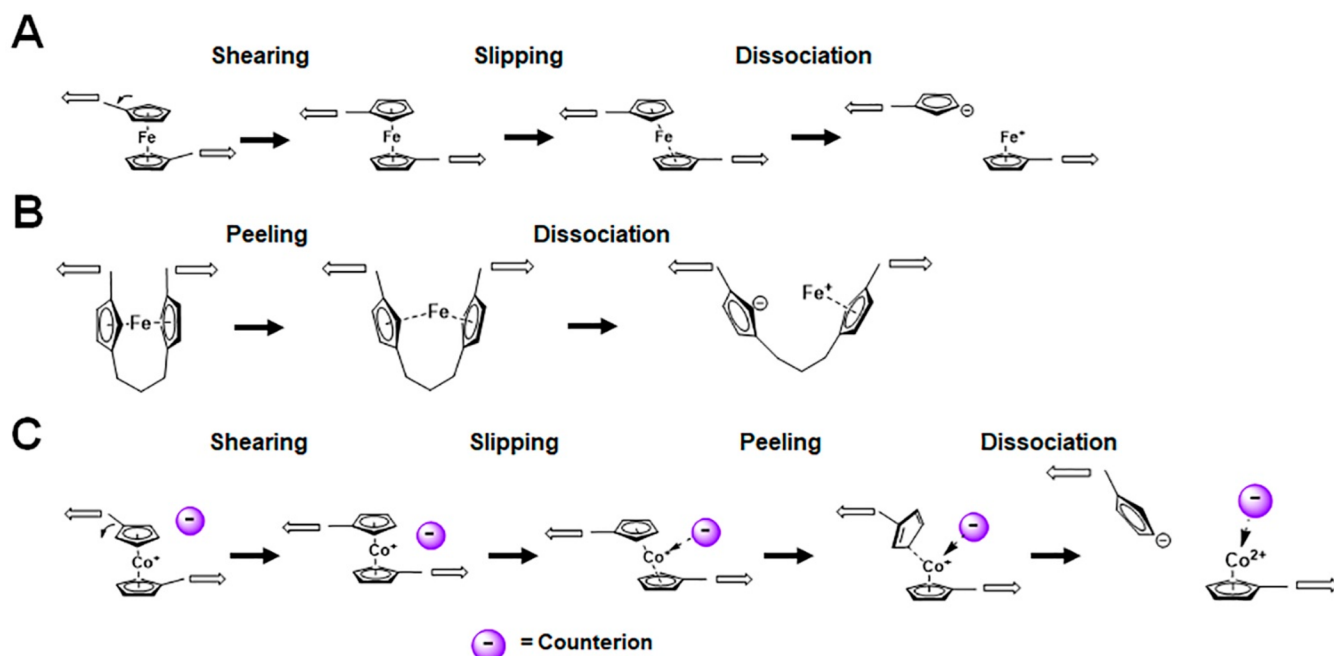 A
Shearing Slipping Dissociation
⊖
Fe Fe Fe Fe⁺
B
Peeling Dissociation
Fe Fe ⊖ Fe⁺
C
Shearing Slipping Peeling Dissociation
− − − − −
Co⁺ Co⁺ Co⁺ Co⁺ ⊖ Co²⁺
− = Counterion